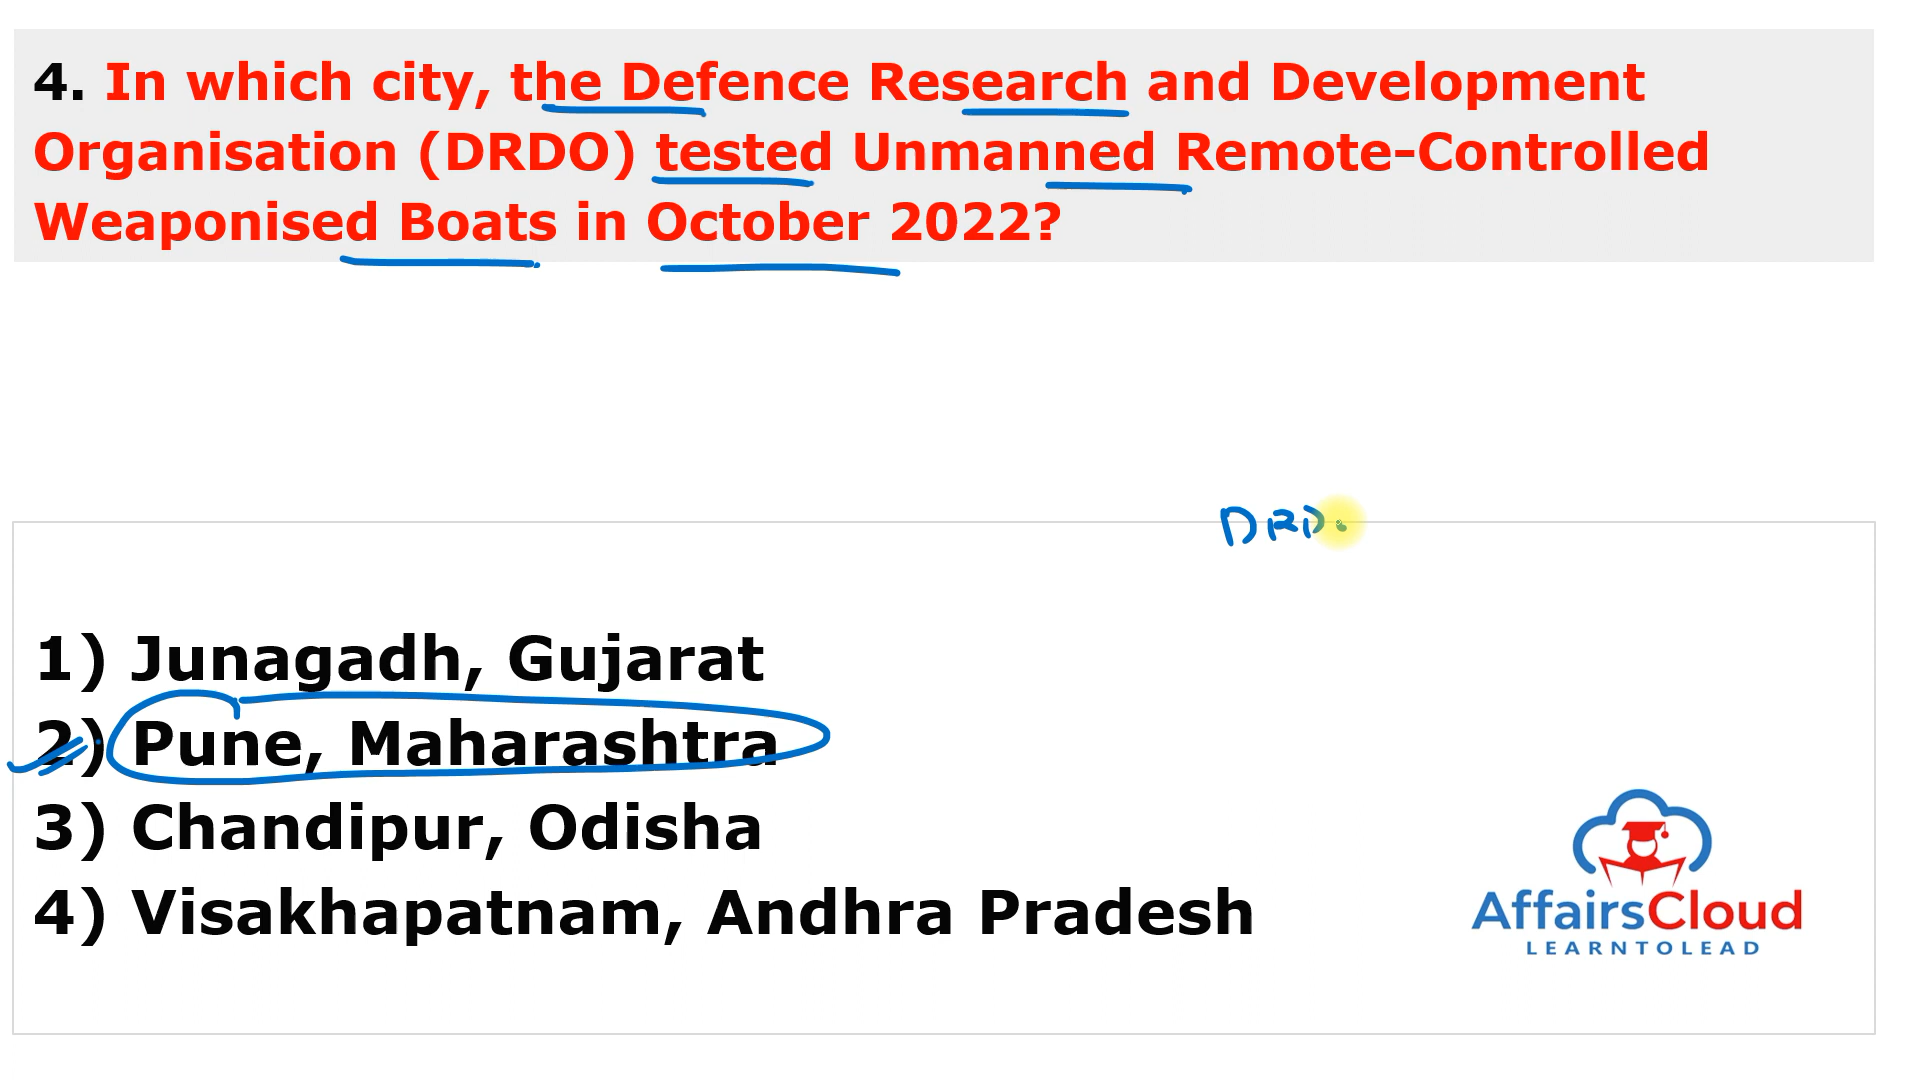 4. In which city, the Defence Research and Development
Organisation (DRDO) tested Unmanned Remote-Controlled
Weaponised Boats in October 2022?
DRD
1) Junagadh, Gujarat
2) Pune, Maharashtra
3) Chandipur, Odisha
4) Visakhapatnam, Andhra Pradesh
AffairsCloud
LEARNTOLEAD